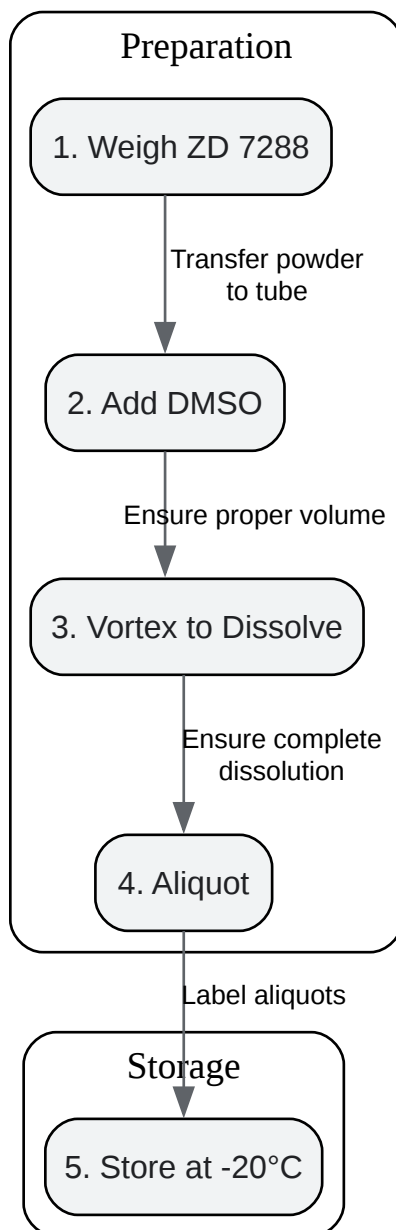 Preparation
1. Weigh ZD 7288
Transfer powder
to tube
2. Add DMSO
Ensure proper volume
3. Vortex to Dissolve
Ensure complete
dissolution
4. Aliquot
Label aliquots
Storage
5. Store at -20°C